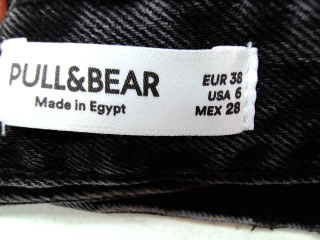 PULL&BEAR
Made in Egypt
EUR 38
USA 6
MEX 28